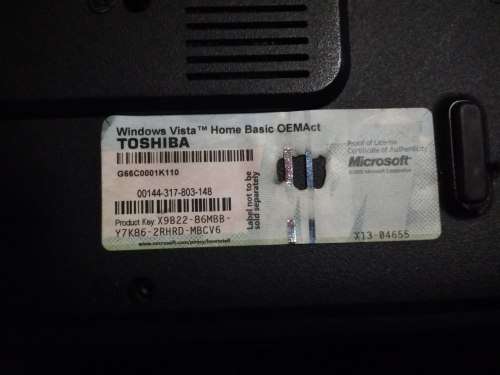 Windows Vista™ Home Basic OEMAct
TOSHIBA
G66C0001K110
00144-317-803-148
Product Key: X9822-86MBB-
Y7K86-2RHRD-MBCV6
Label not to be
sold separately
Proof of License
Certificate of Authenticity
Microsoft
X13-04655